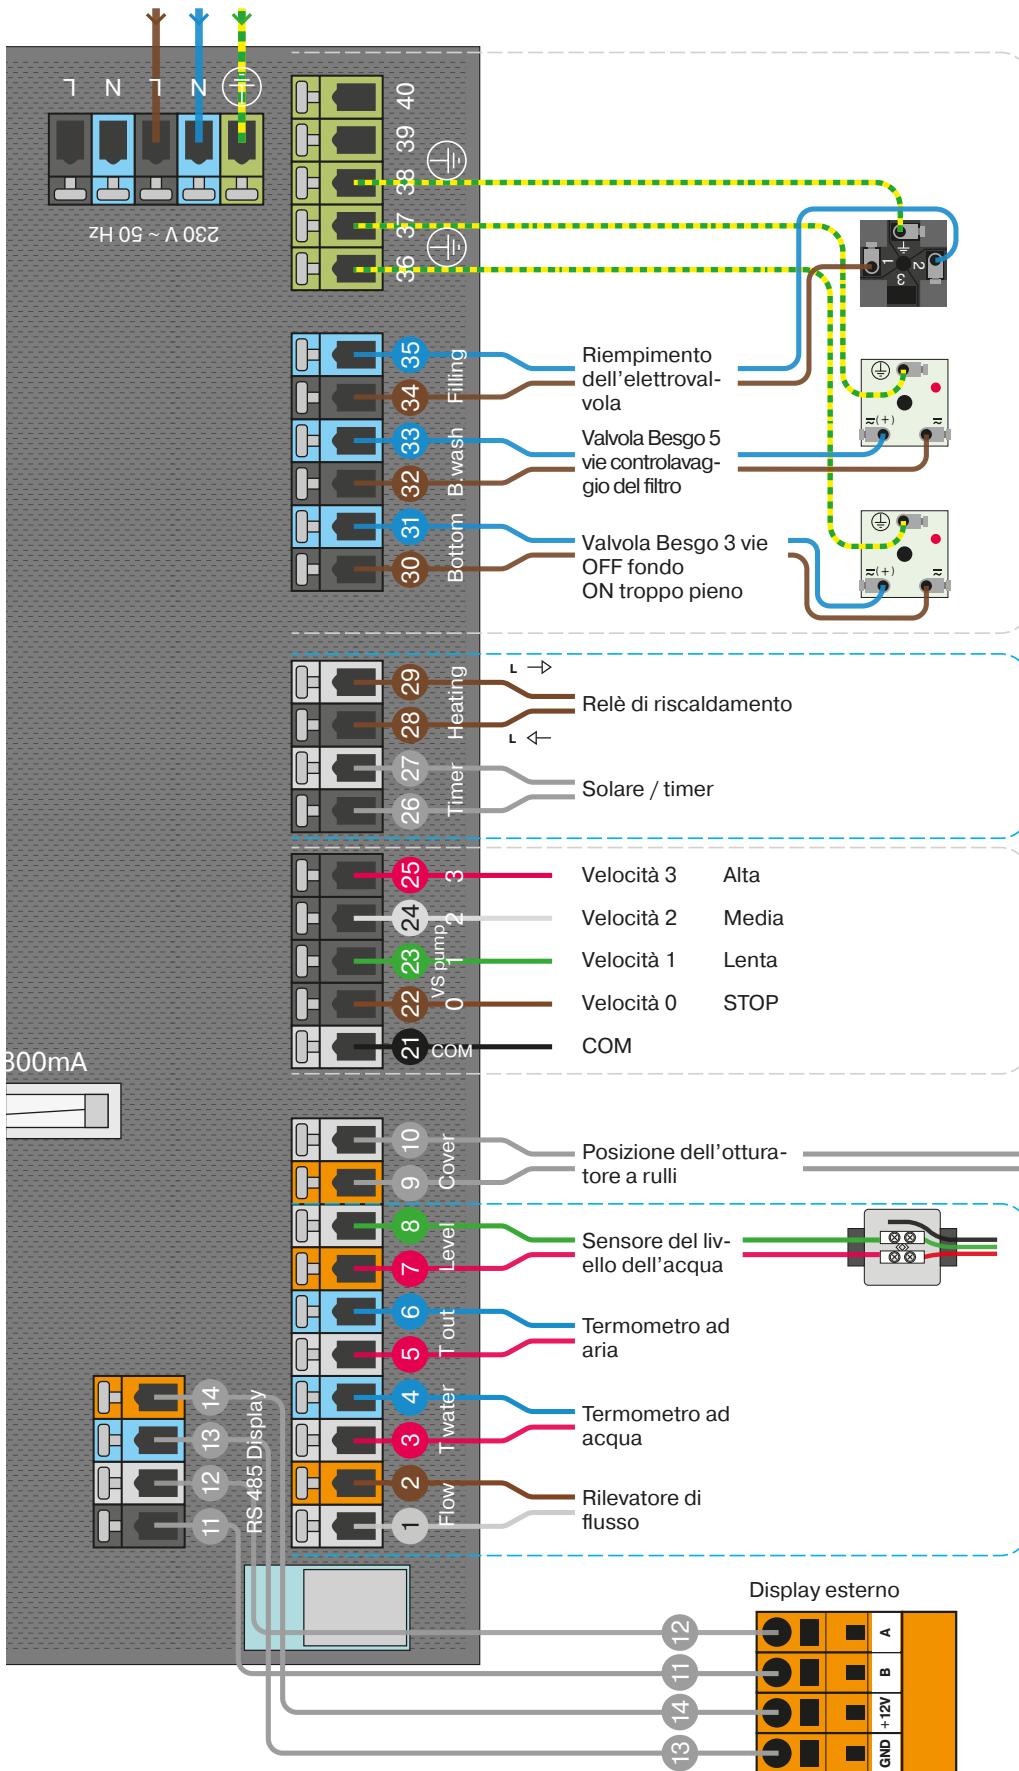 L N L N
230 V ~ 50 Hz
40
39
38
37
36
1
2
3
35
34
Filling
Riempimento
dell'elettroval-
vola
33
32
B.wash
Valvola Besgo 5
vie controlavag-
gio del filtro
=(+)
31
30
Bottom
Valvola Besgo 3 vie
OFF fondo
ON troppo pieno
=(+)
29
28
Heating
L
L
Relè di riscaldamento
27
26
Timer
Solare / timer
25 3 Velocità 3 Alta
24 2 Velocità 2 Media
23 1 Velocità 1 Lenta
22 0 Velocità 0 STOP
VS pump
21 COM COM
800mA
10
9
Cover
Posizione dell'ottura-
tore a rulli
8
7
Level
Sensore del liv-
ello dell'acqua
6
5
T out
Termometro ad
aria
4
3
T water
Termometro ad
acqua
2
1
Flow
Rilevatore di
flusso
14
13
12
11
RS 485 Display
Display esterno
12 A
11 B
14 +12V
13 GND